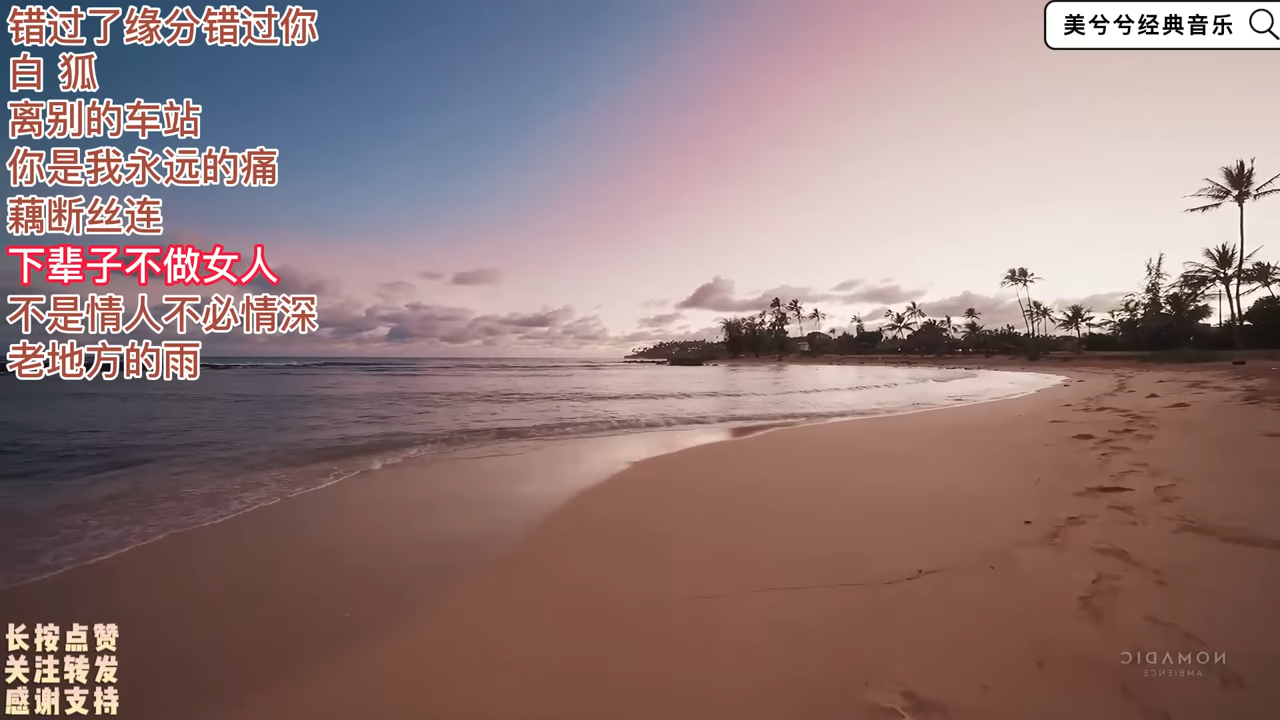 错过了缘分错过你
美兮兮经典音乐
白 狐
离别的车站
你是我永远的痛
藕断丝连
下辈子不做女人
不是情人不必情深
老地方的雨
长按点赞
关注转发
感谢支持
NOMADIC
AMBIENCE